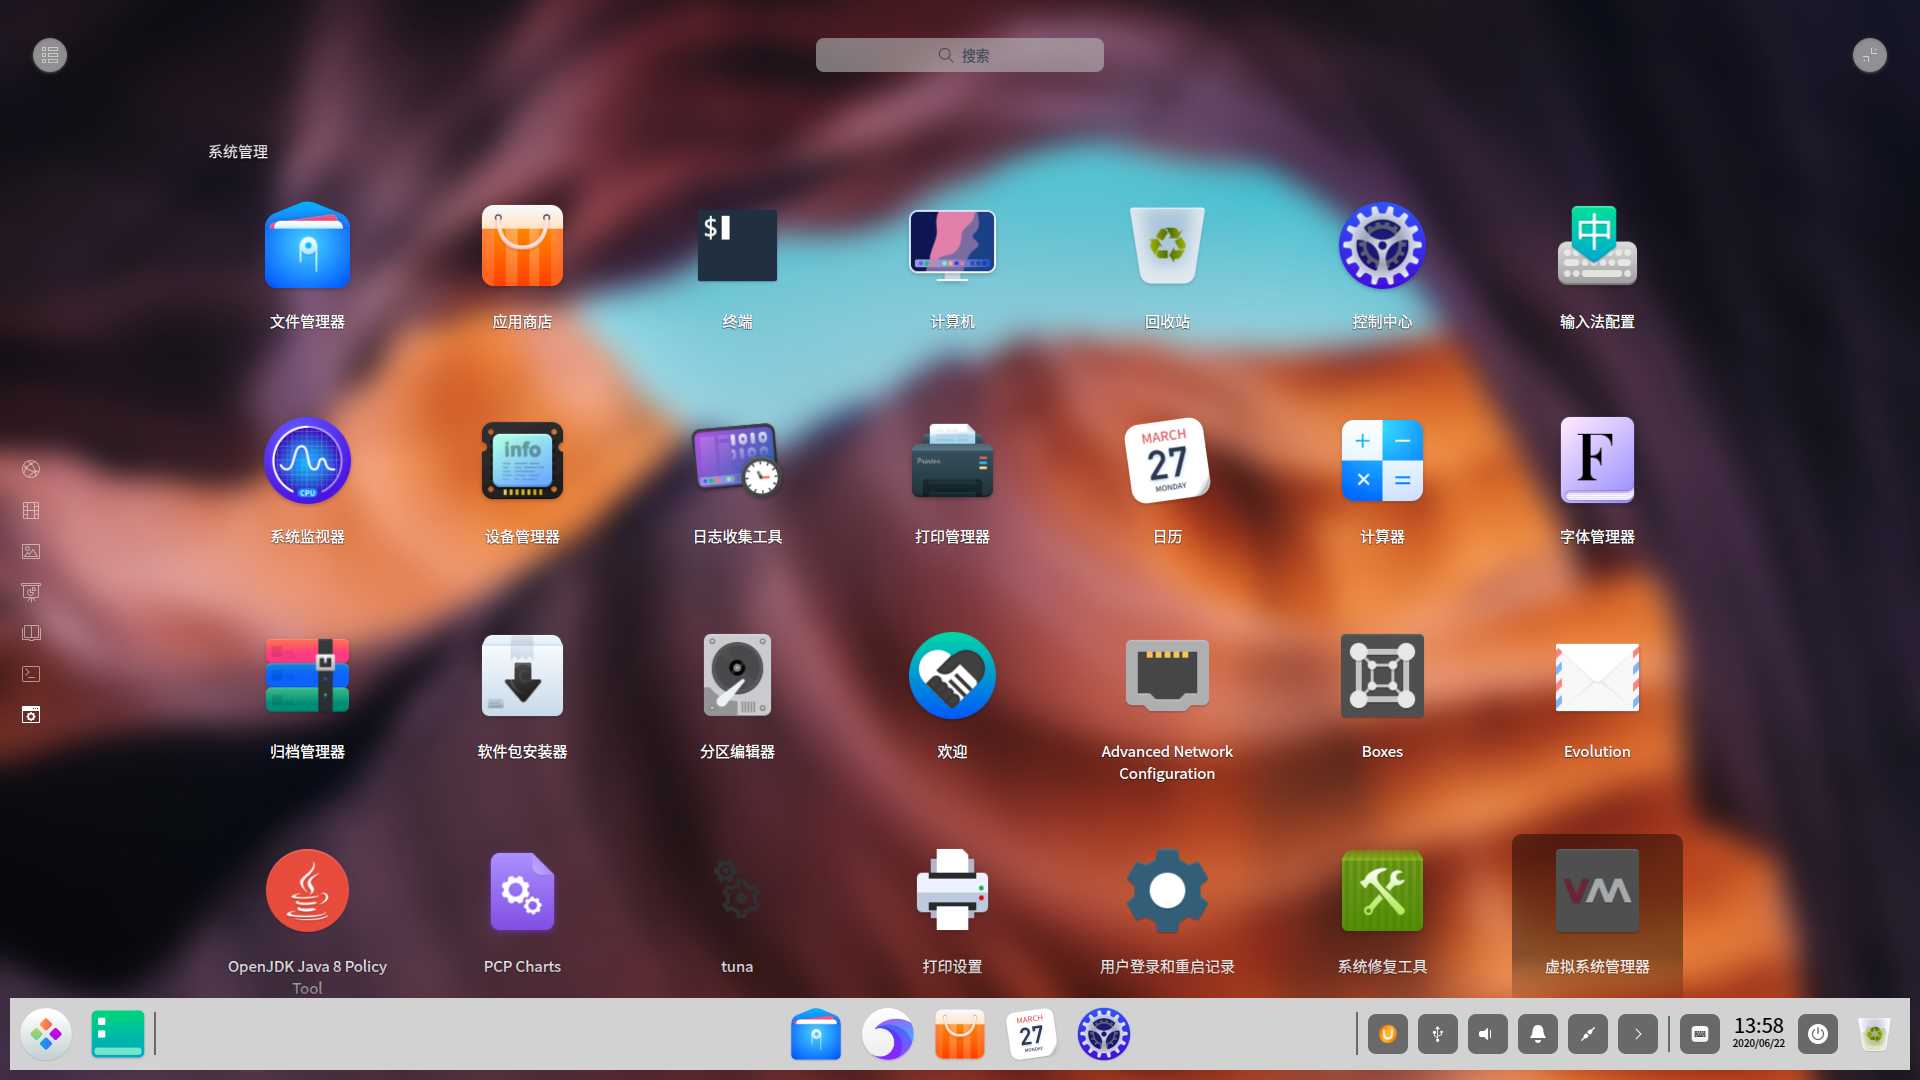 搜索
系统管理
$
中
文件管理器
应用商店
终端
计算机
回收站
控制中心
输入法配置
CPU
info
1010
Printer
MARCH
27
MONDAY
F
系统监视器
设备管理器
日志收集工具
打印管理器
日历
计算器
字体管理器
归档管理器
软件包安装器
分区编辑器
欢迎
Advanced Network
Configuration
Boxes
Evolution
VM
OpenJDK Java 8 Policy
Tool
PCP Charts
tuna
打印设置
用户登录和重启记录
系统修复工具
虚拟系统管理器
MARCH
27
MONDAY
13:58
2020/06/22